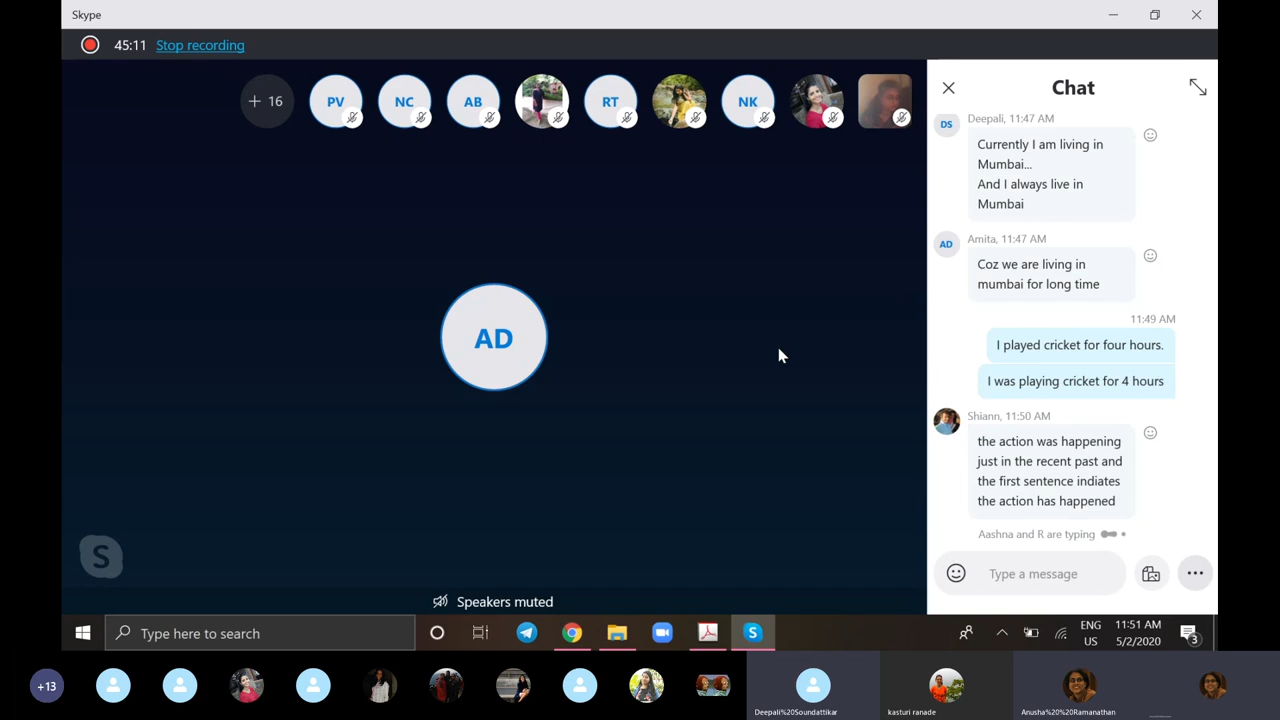 Skype
45:11 Stop recording
+ 16
PV
NC
AB
RT
NK
AD
S
Speakers muted
Chat
DS
Deepali, 11:47 AM
Currently I am living in
Mumbai...
And I always live in
Mumbai
AD
Amita, 11:47 AM
Coz we are living in
mumbai for long time
11:49 AM
I played cricket for four hours.
I was playing cricket for 4 hours
Shiann, 11:50 AM
the action was happening
just in the recent past and
the first sentence indiates
the action has happened
Aashna and R are typing
Type a message
Type here to search
S
ENG
US
11:51 AM
5/2/2020
3
+13
Deepali%20Soundattikar
kasturi ranade
Anusha%20%20Ramanathan